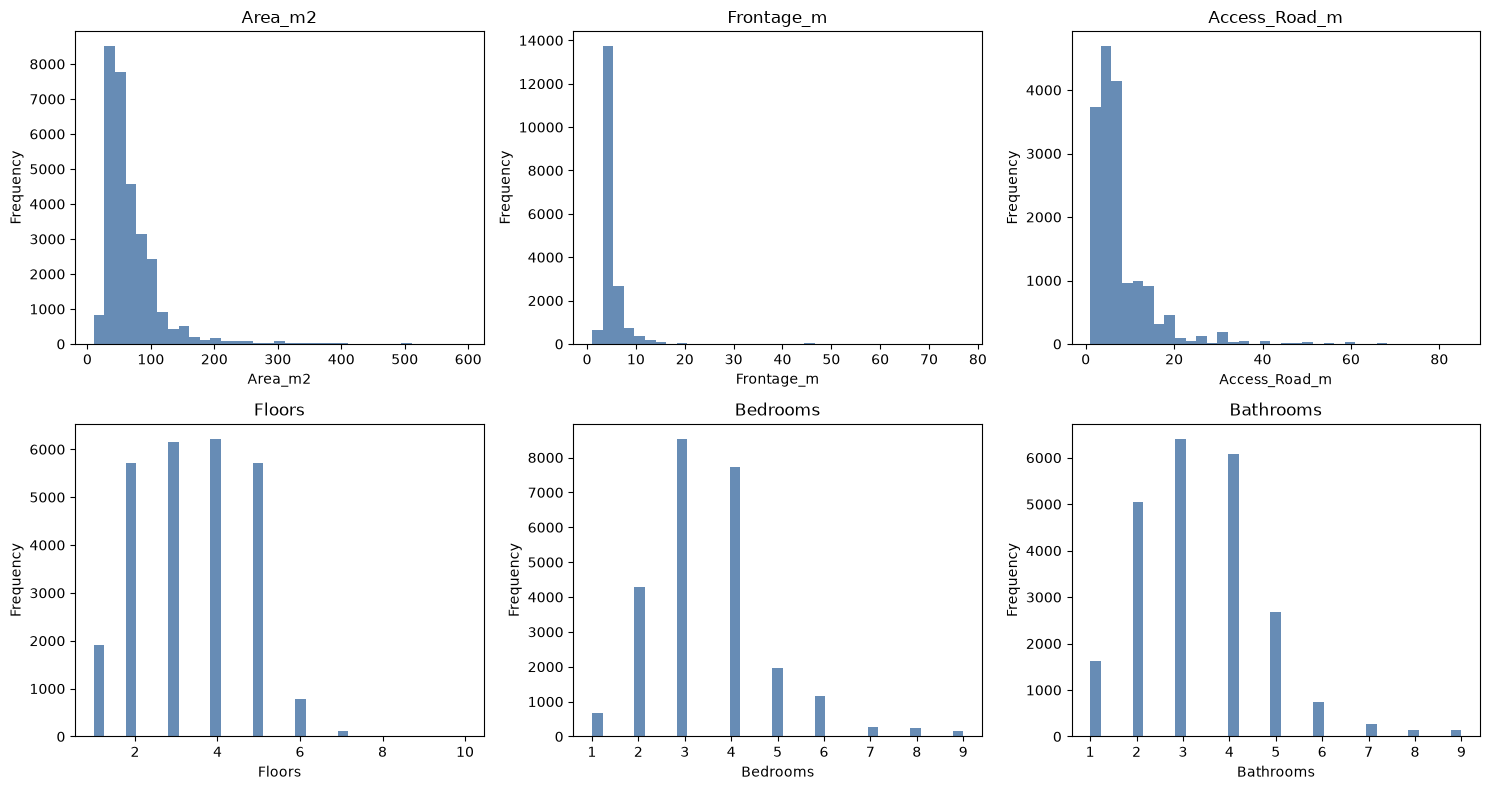 Area_m2
Frequency
8000
7000
6000
5000
4000
3000
2000
1000
0
0 100 200 300 400 500 600
Area_m2
Frontage_m
Frequency
14000
12000
10000
8000
6000
4000
2000
0
0 10 20 30 40 50 60 70 80
Frontage_m
Access_Road_m
Frequency
4000
3000
2000
1000
0
0 20 40 60 80
Access_Road_m
Floors
Frequency
6000
5000
4000
3000
2000
1000
0
2 4 6 8 10
Floors
Bedrooms
Frequency
8000
7000
6000
5000
4000
3000
2000
1000
0
1 2 3 4 5 6 7 8 9
Bedrooms
Bathrooms
Frequency
6000
5000
4000
3000
2000
1000
0
1 2 3 4 5 6 7 8 9
Bathrooms